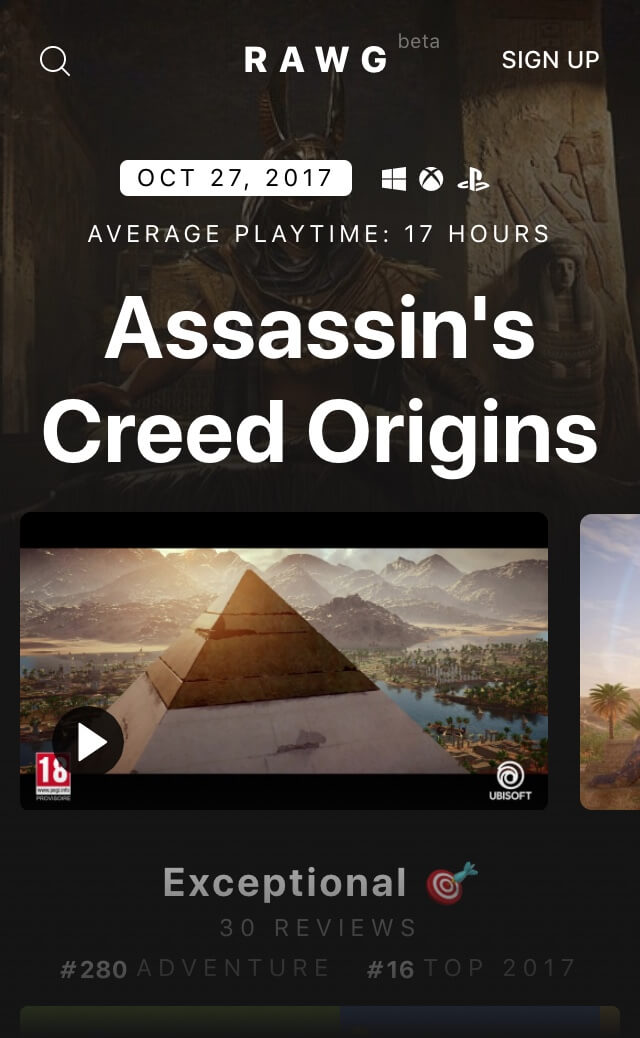 RAWG beta
SIGN UP
OCT 27, 2017
AVERAGE PLAYTIME: 17 HOURS
Assassin's
Creed Origins
18
www.pegi.info
PROVISOIRE
UBISOFT
Exceptional
30 REVIEWS
#280 ADVENTURE #16 TOP 2017